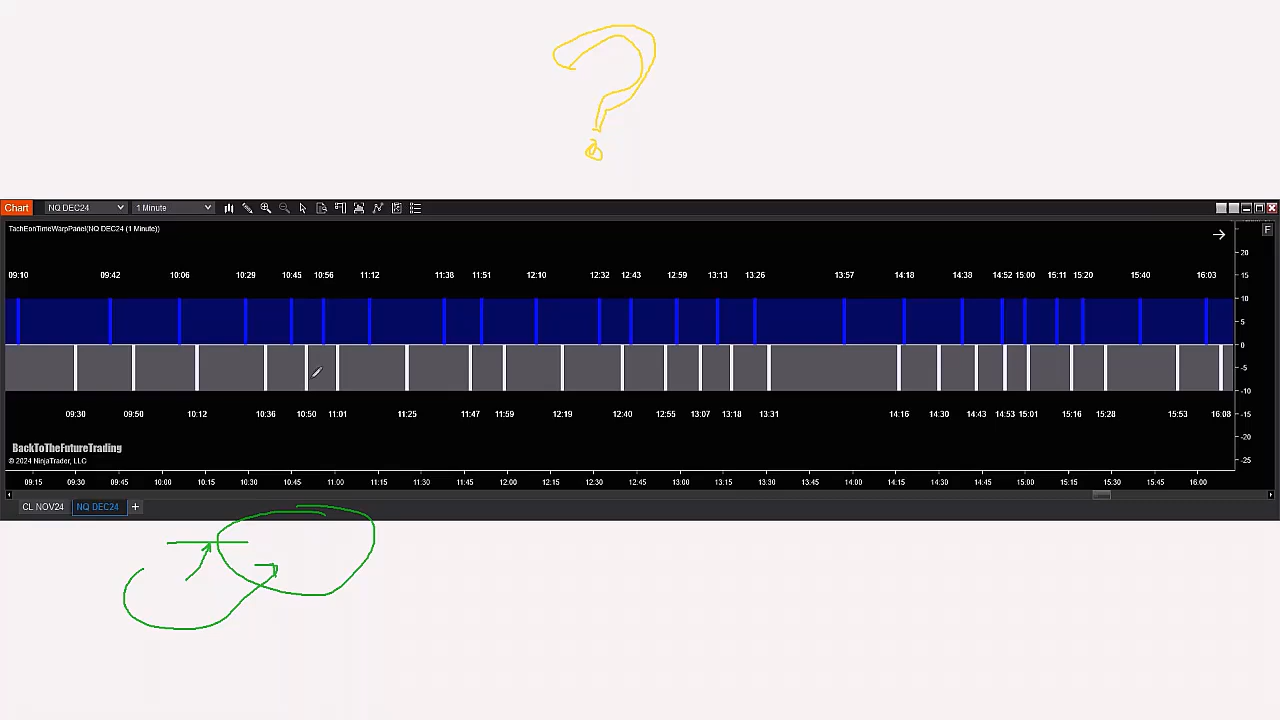 ?
Chart NQ DEC24 1 Minute
TachEonTimeWarpPanel(NQ DEC24 (1 Minute)) F
09:10 09:42 10:06 10:29 10:45 10:56 11:12 11:38 11:51 12:10 12:32 12:43 12:59 13:13 13:26 13:57 14:18 14:38 14:52 15:00 15:11 15:20 15:40 16:03
20
15
10
5
0
-5
-10
-15
-20
-25
09:30 09:50 10:12 10:36 10:50 11:01 11:25 11:47 11:59 12:19 12:40 12:55 13:07 13:18 13:31 14:16 14:30 14:43 14:53 15:01 15:16 15:28 15:53 16:08
BackToTheFutureTrading
© 2024 NinjaTrader, LLC
09:15 09:30 09:45 10:00 10:15 10:30 10:45 11:00 11:15 11:30 11:45 12:00 12:15 12:30 12:45 13:00 13:15 13:30 13:45 14:00 14:15 14:30 14:45 15:00 15:15 15:30 15:45 16:00
CL NOV24 NQ DEC24 +